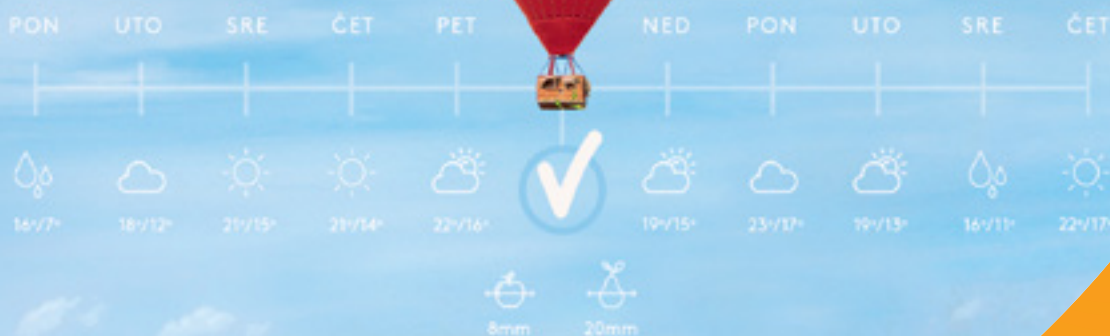 PON UTO SRE ČET PET NED PON UTO SRE ČET
16°/7° 18°/12° 21°/15° 21°/14° 22°/16° 19°/15° 23°/17° 19°/13° 16°/11° 22°/17°
8mm 20mm